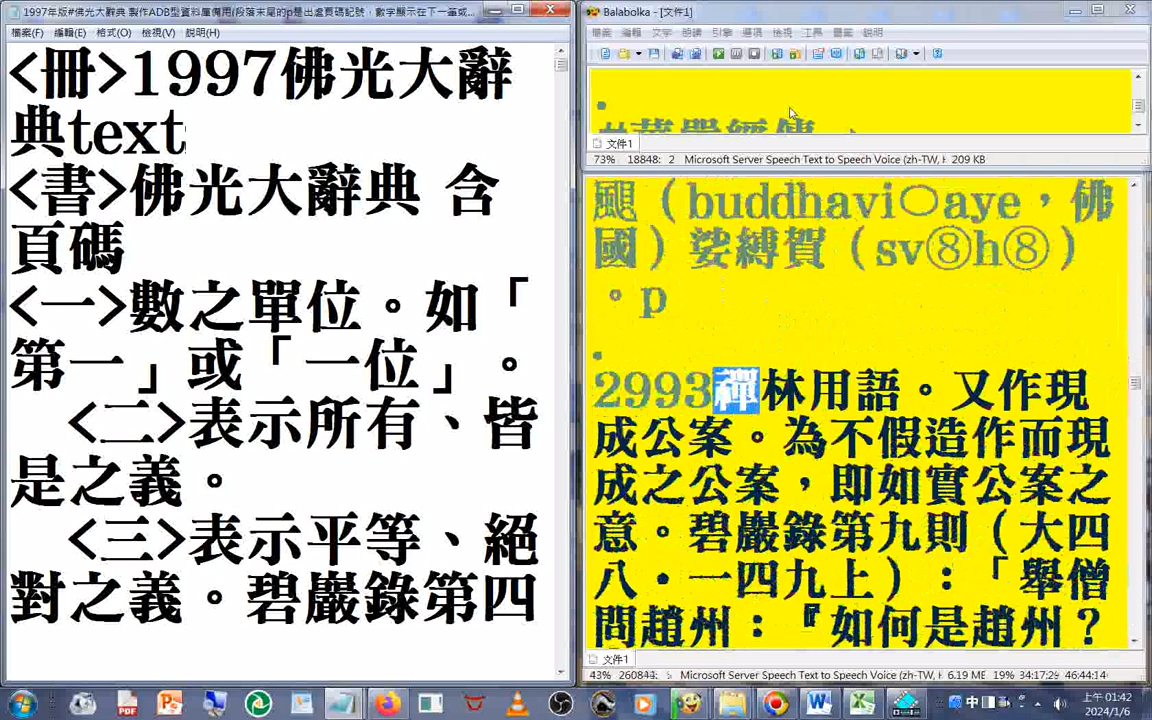 1997年版#佛光大辭典 製作ADB型資料庫備用(段落末尾的p是出處頁碼記號，數字顯示在下一筆或...
檔案(F) 編輯(E) 格式(O) 檢視(V) 說明(H)
<冊>1997佛光大辭
典text
<書>佛光大辭典 含
頁碼
<一>數之單位。如「
第一」或「一位」。
<二>表示所有、皆
是之義。
<三>表示平等、絕
對之義。碧巖錄第四
Balabolka - [文件1]
檔案 編輯 文字 朗讀 引擎 選項 檢視 工具 視窗 說明
文件1
73% 18848: 2 Microsoft Server Speech Text to Speech Voice (zh-TW, H 209 KB
颶（buddhavi○aye，佛
國）娑縛賀（sv⑧h⑧）
。p
.
2993禪林用語。又作現
成公案。為不假造作而現
成之公案，即如實公案之
意。碧巖錄第九則（大四
八．一四九上）：「舉僧
問趙州：『如何是趙州？
文件1
43% Microsoft Server Speech Text to Speech Voice (zh-TW, H 6.19 ME 19% 34:17:29 46:44:14
上午 01:42
2024/1/6